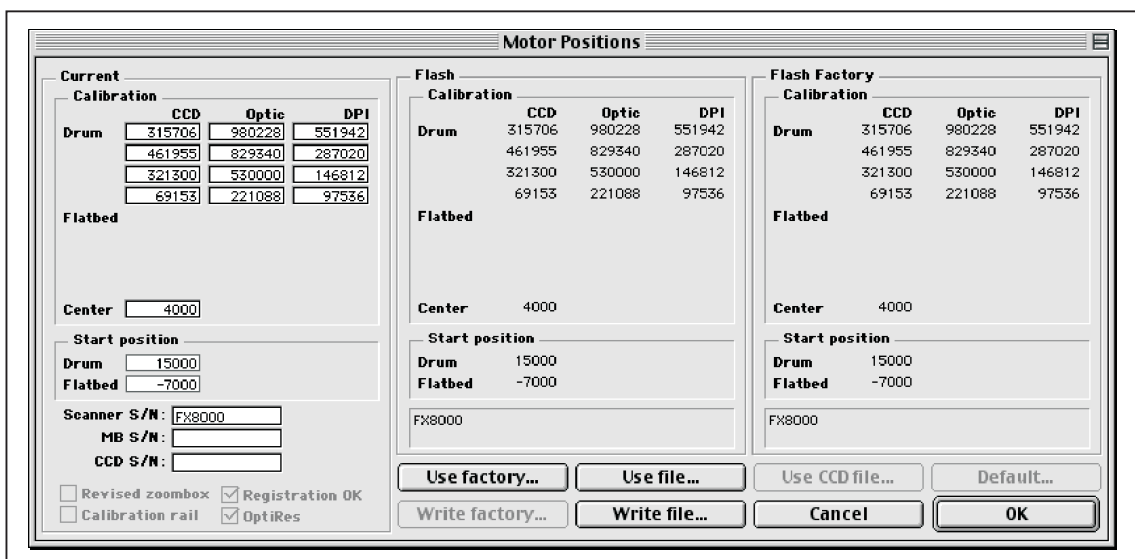 Motor Positions
Current
Calibration
CCD Optic DPI
Drum 315706 980228 551942
461955 829340 287020
321300 530000 146812
69153 221088 97536
Flatbed
Center 4000
Start position
Drum 15000
Flatbed -7000
Scanner S/N: FX8000
MB S/N:
CCD S/N:
Revised zoombox Registration OK
Calibration rail OptiRes
Flash
Calibration
CCD Optic DPI
Drum 315706 980228 551942
461955 829340 287020
321300 530000 146812
69153 221088 97536
Flatbed
Center 4000
Start position
Drum 15000
Flatbed -7000
FX8000
Flash Factory
Calibration
CCD Optic DPI
Drum 315706 980228 551942
461955 829340 287020
321300 530000 146812
69153 221088 97536
Flatbed
Center 4000
Start position
Drum 15000
Flatbed -7000
FX8000
Use factory... Use file... Use CCD file... Default...
Write factory... Write file... Cancel OK